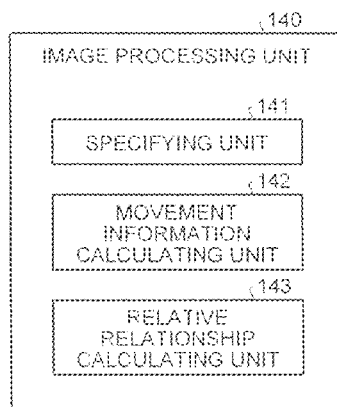 140
IMAGE PROCESSING UNIT
141
SPECIFYING UNIT
142
MOVEMENT
INFORMATION
CALCULATING UNIT
143
RELATIVE
RELATIONSHIP
CALCULATING UNIT